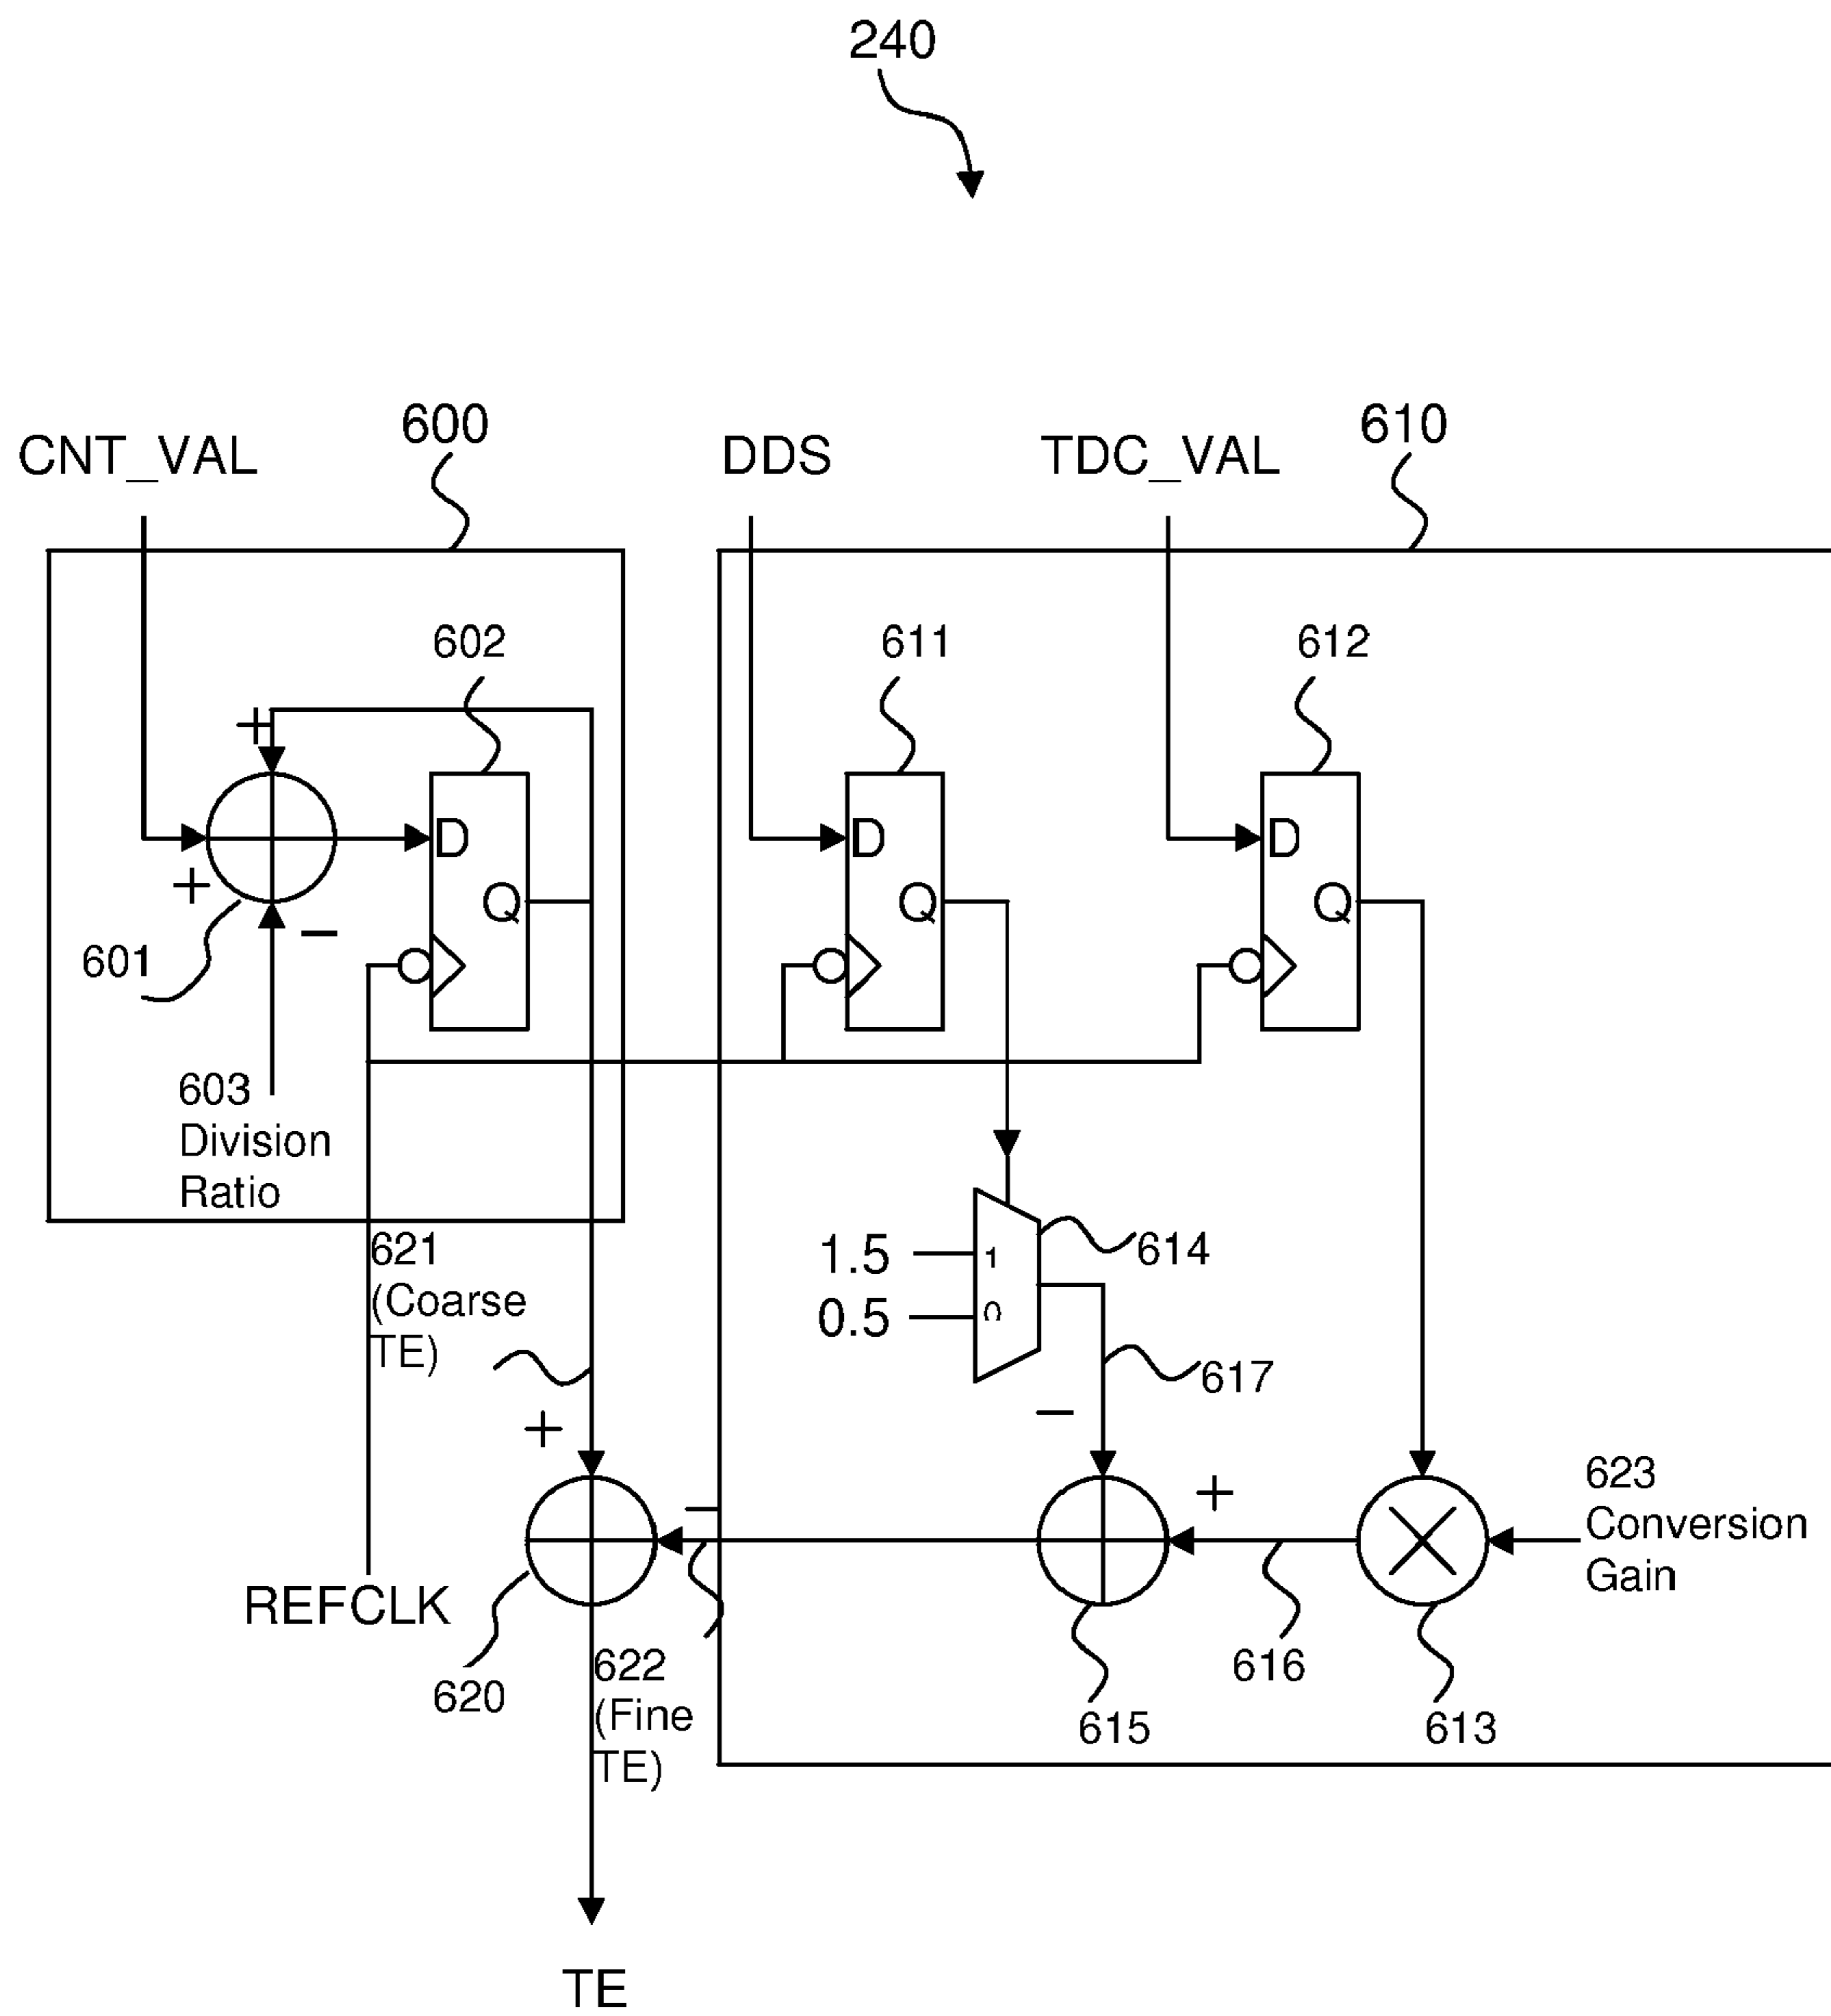 240
600
610
CNT_VAL
DDS
TDC_VAL
602
611
612
+
D
D
D
+
Q
Q
Q
−
601
603
Division
Ratio
621
(Coarse
TE)
1.5
1
614
0.5
0
617
+
−
+
−
623
Conversion
Gain
REFCLK
620
622
(Fine
TE)
616
615
613
TE